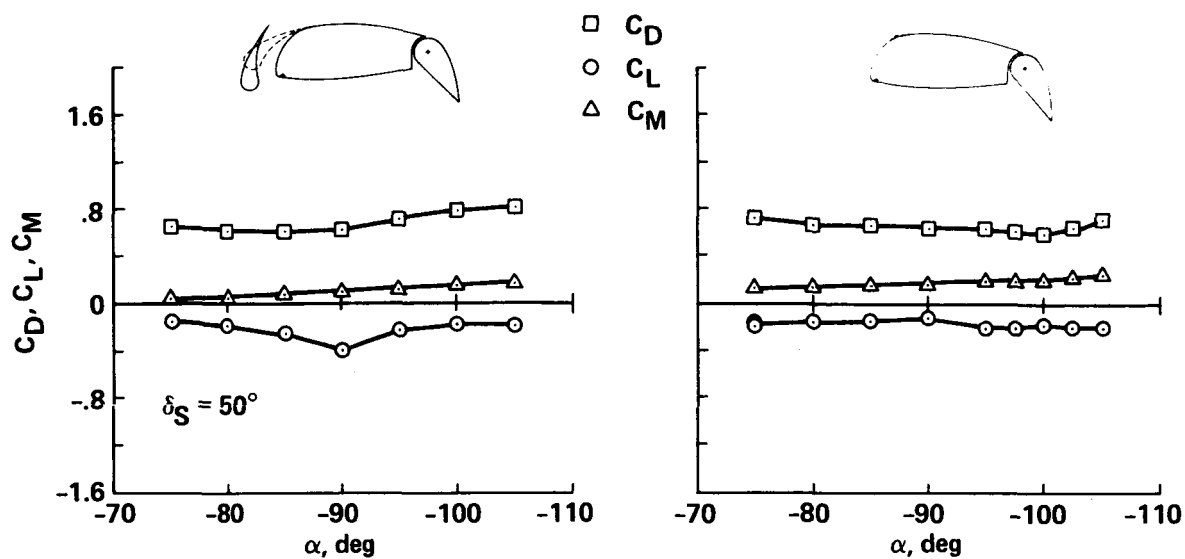 C_D
C_L
C_M
1.6
.8
0
-.8
-1.6
C_D, C_L, C_M
δ_S = 50°
-70
-80
-90
-100
-110
α, deg
-70
-80
-90
-100
-110
α, deg